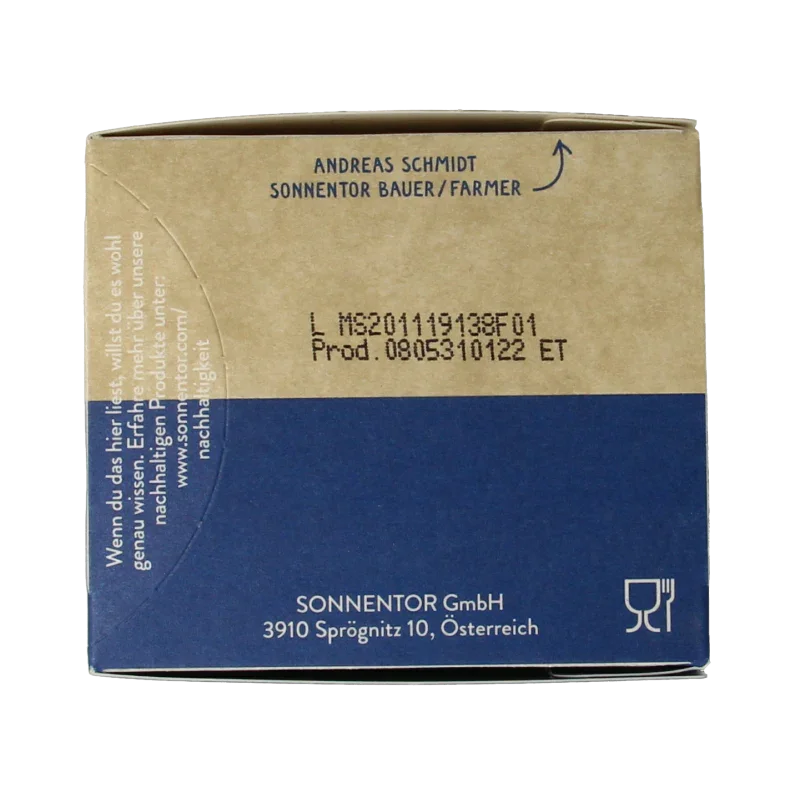 ANDREAS SCHMIDT
SONNENTOR BAUER/FARMER
L MS201119138F01
Prod.0805310122 ET
Wenn du das hier liest, willst du es wohl
genau wissen. Erfahre mehr über unsere
nachhaltigen Produkte unter:
www.sonnentor.com/
nachhaltigkeit
SONNENTOR GmbH
3910 Sprögnitz 10, Österreich